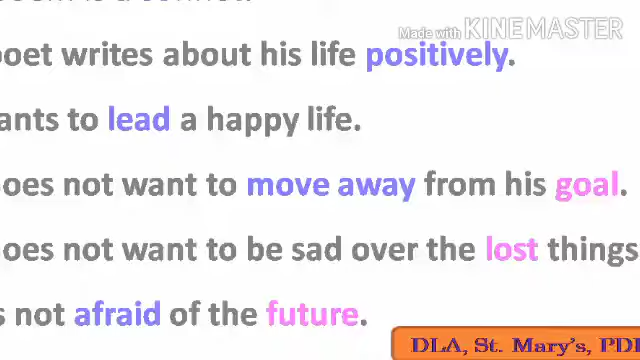 Made with KINEMASTER
poet writes about his life positively.
ants to lead a happy life.
oes not want to move away from his goal.
oes not want to be sad over the lost things
s not afraid of the future.
DLA, St. Mary's, PD